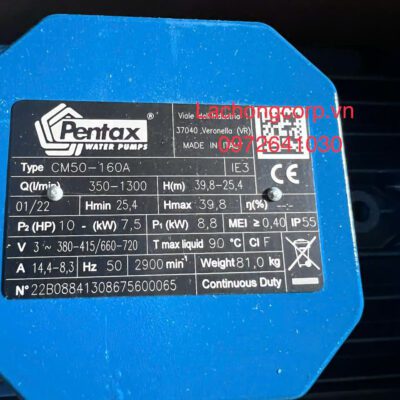 Pentax ®
WATER PUMPS
Viale dell'Industria
37040 Veronella (VR)
MADE IN ITALY
Lachongcorp.vn
0972641030
Type CM50-160A IE3
Q(l/min) 350-1300 H(m) 39,8-25,4
01/22 Hmin 25,4 Hmax 39,8 η(%) --.-
P2(HP) 10 - (kW) 7,5 P1(kW) 8,8 MEI ≥ 0,40 IP 55
V 3 ~ 380-415/660-720 T max liquid 90 °C Cl F
A 14,4-8,3 Hz 50 2900 min⁻¹ Weight 81,0 kg
N° 22B08841308675600065 Continuous Duty